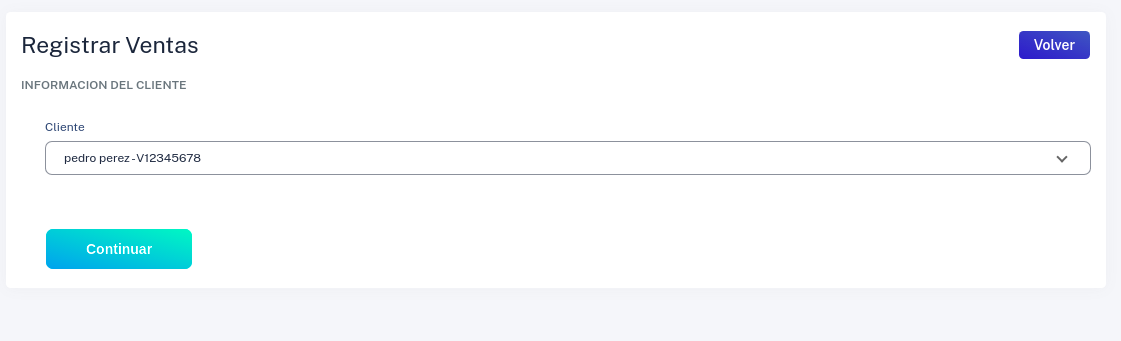 Registrar Ventas
Volver
INFORMACION DEL CLIENTE
Cliente
pedro perez - V12345678
Continuar